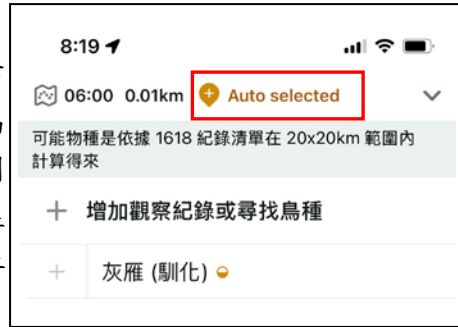 8:19
06:00 0.01km Auto selected
可能物種是依據 1618 紀錄清單在 20x20km 範圍內
計算得來
增加觀察紀錄或尋找鳥種
灰雁 (馴化)